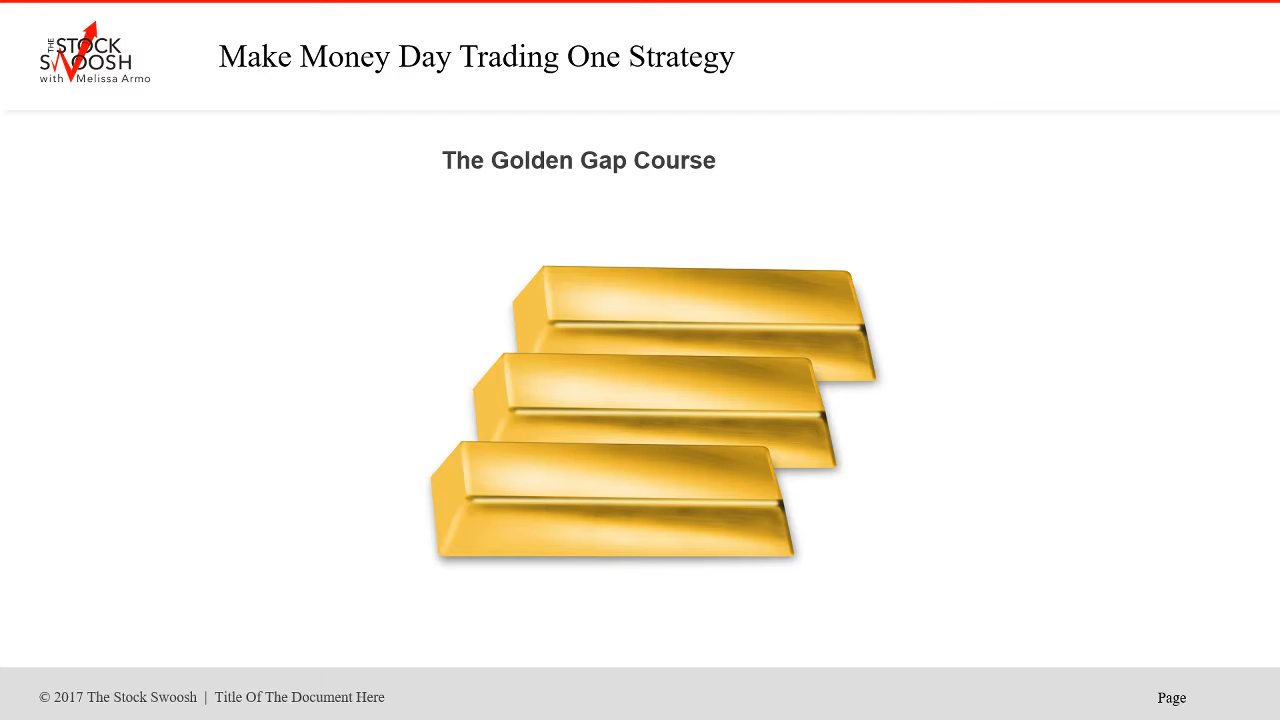 THE
STOCK
SWOOSH
with Melissa Armo
Make Money Day Trading One Strategy
The Golden Gap Course
© 2017 The Stock Swoosh | Title Of The Document Here
Page